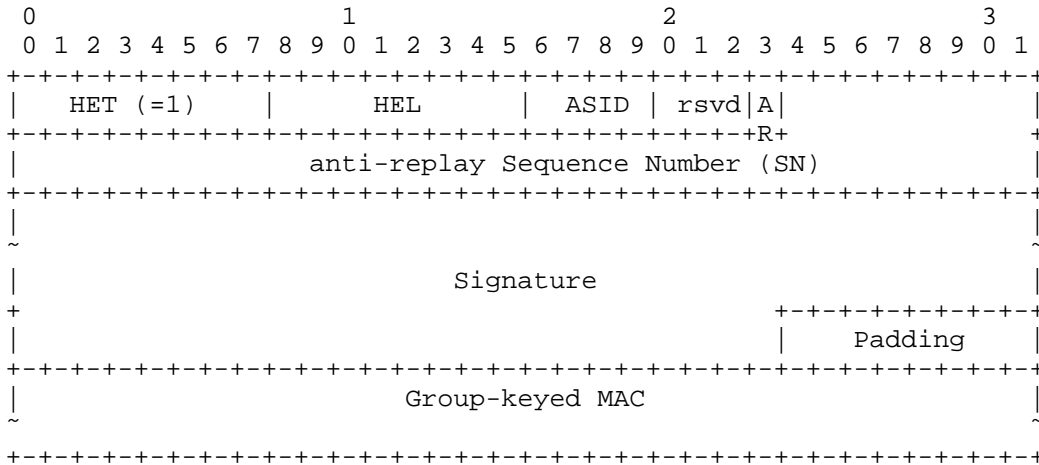 0                   1                   2                   3
0 1 2 3 4 5 6 7 8 9 0 1 2 3 4 5 6 7 8 9 0 1 2 3 4 5 6 7 8 9 0 1
+-+-+-+-+-+-+-+-+-+-+-+-+-+-+-+-+-+-+-+-+-+-+-+-+-+-+-+-+-+-+-+-+
|   HET (=1)    |      HEL      |  ASID | rsvd|A|               |
+-+-+-+-+-+-+-+-+-+-+-+-+-+-+-+-+-+-+-+-+-+-+-+R+               +
|                  anti-replay Sequence Number (SN)             |
+-+-+-+-+-+-+-+-+-+-+-+-+-+-+-+-+-+-+-+-+-+-+-+-+-+-+-+-+-+-+-+-+
|                                                               |
~                                                               ~
|                           Signature                           |
+                                               +-+-+-+-+-+-+-+-+
|                                               |    Padding    |
+-+-+-+-+-+-+-+-+-+-+-+-+-+-+-+-+-+-+-+-+-+-+-+-+-+-+-+-+-+-+-+-+
|                        Group-keyed MAC                        |
~                                                               ~
+-+-+-+-+-+-+-+-+-+-+-+-+-+-+-+-+-+-+-+-+-+-+-+-+-+-+-+-+-+-+-+-+